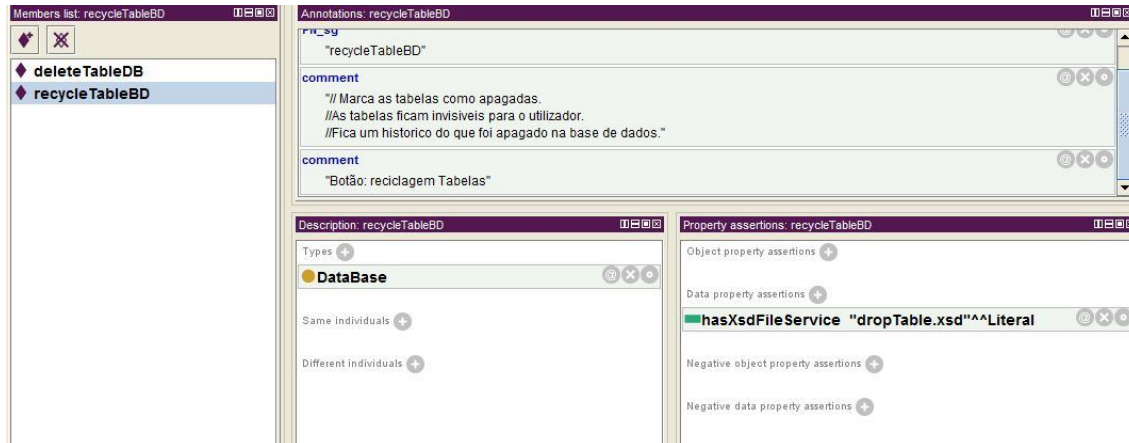 Members list: recycleTableBD
deleteTableDB
recycleTableBD
Annotations: recycleTableBD
PN_sg
"recycleTableBD"
comment
"// Marca as tabelas como apagadas.
//As tabelas ficam invisiveis para o utilizador.
//Fica um historico do que foi apagado na base de dados."
comment
"Botão: reciclagem Tabelas"
Description: recycleTableBD
Types
DataBase
Same individuals
Different individuals
Property assertions: recycleTableBD
Object property assertions
Data property assertions
hasXsdFileService "dropTable.xsd"^^Literal
Negative object property assertions
Negative data property assertions